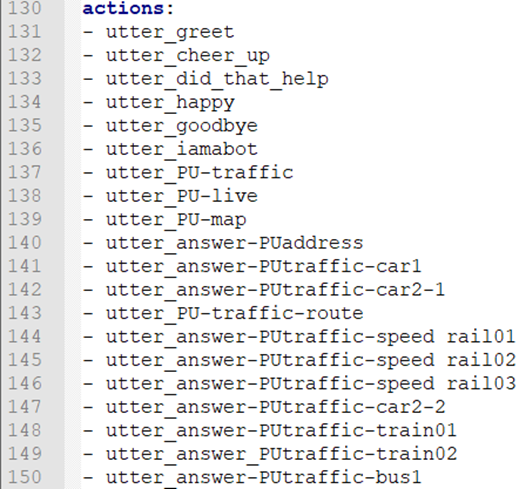 130 actions:
131 - utter_greet
132 - utter_cheer_up
133 - utter_did_that_help
134 - utter_happy
135 - utter_goodbye
136 - utter_iamabot
137 - utter_PU-traffic
138 - utter_PU-live
139 - utter_PU-map
140 - utter_answer-PUaddress
141 - utter_answer-PUtraffic-car1
142 - utter_answer-PUtraffic-car2-1
143 - utter_PU-traffic-route
144 - utter_answer-PUtraffic-speed rail01
145 - utter_answer-PUtraffic-speed rail02
146 - utter_answer-PUtraffic-speed rail03
147 - utter_answer-PUtraffic-car2-2
148 - utter_answer-PUtraffic-train01
149 - utter_answer_PUtraffic-train02
150 - utter_answer-PUtraffic-bus1